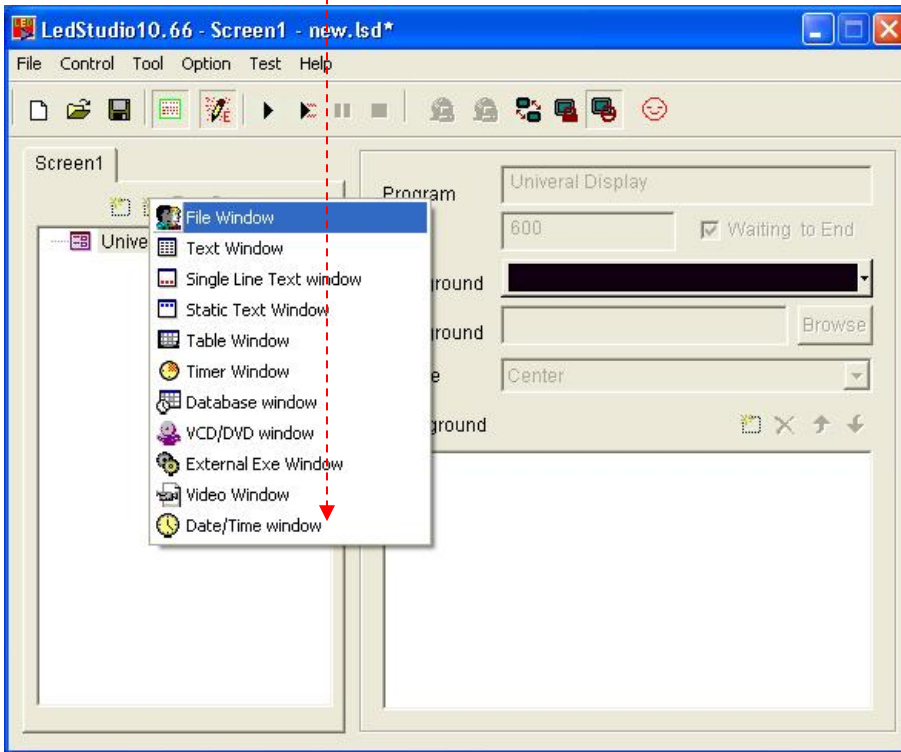 LedStudio10.66 - Screen1 - new.lsd*
File Control Tool Option Test Help
Screen1
Program
Univeral Display
600
Waiting to End
Unive
File Window
Text Window
Single Line Text window
Static Text Window
Table Window
Timer Window
Database window
VCD/DVD window
External Exe Window
Video Window
Date/Time window
round
round
Browse
e
Center
ground